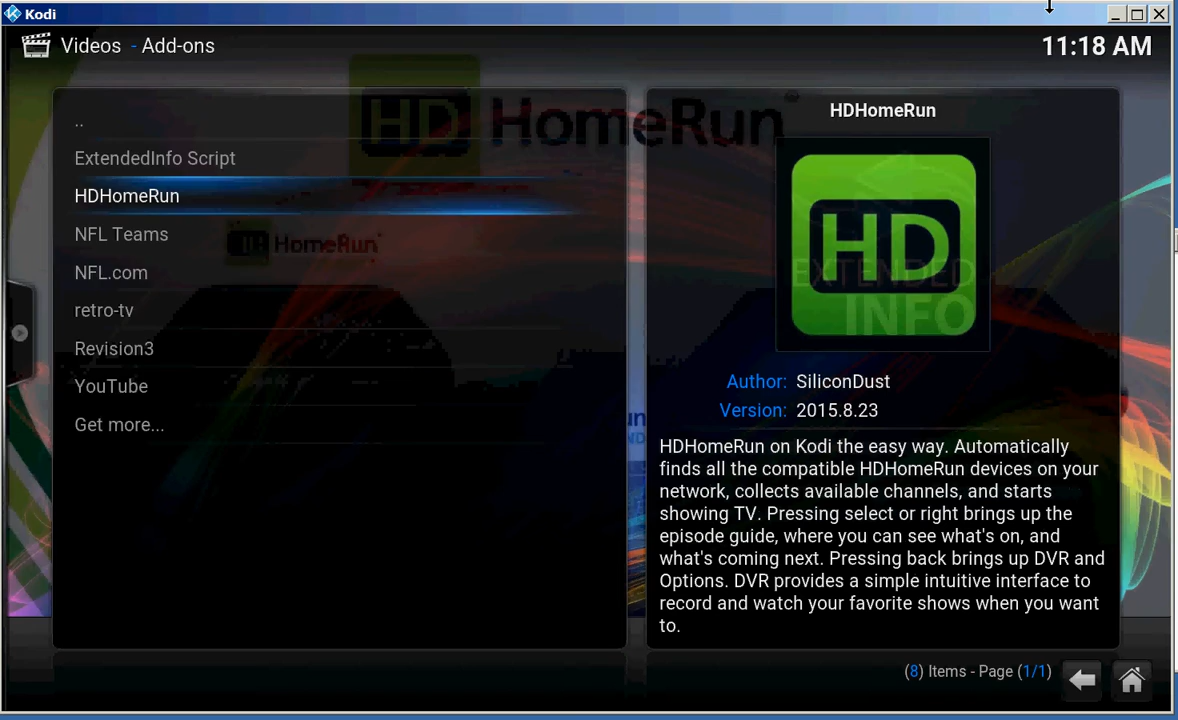 Kodi
Videos - Add-ons
11:18 AM
HD HomeRun
..
ExtendedInfo Script
HDHomeRun
NFL Teams
HomeRun
NFL.com
retro-tv
Revision3
YouTube
Get more...
HDHomeRun
HD
EXTENDED
INFO
Author: SiliconDust
Version: 2015.8.23
HDHomeRun on Kodi the easy way. Automatically
finds all the compatible HDHomeRun devices on your
network, collects available channels, and starts
showing TV. Pressing select or right brings up the
episode guide, where you can see what's on, and
what's coming next. Pressing back brings up DVR and
Options. DVR provides a simple intuitive interface to
record and watch your favorite shows when you want
to.
(8) Items - Page (1/1)